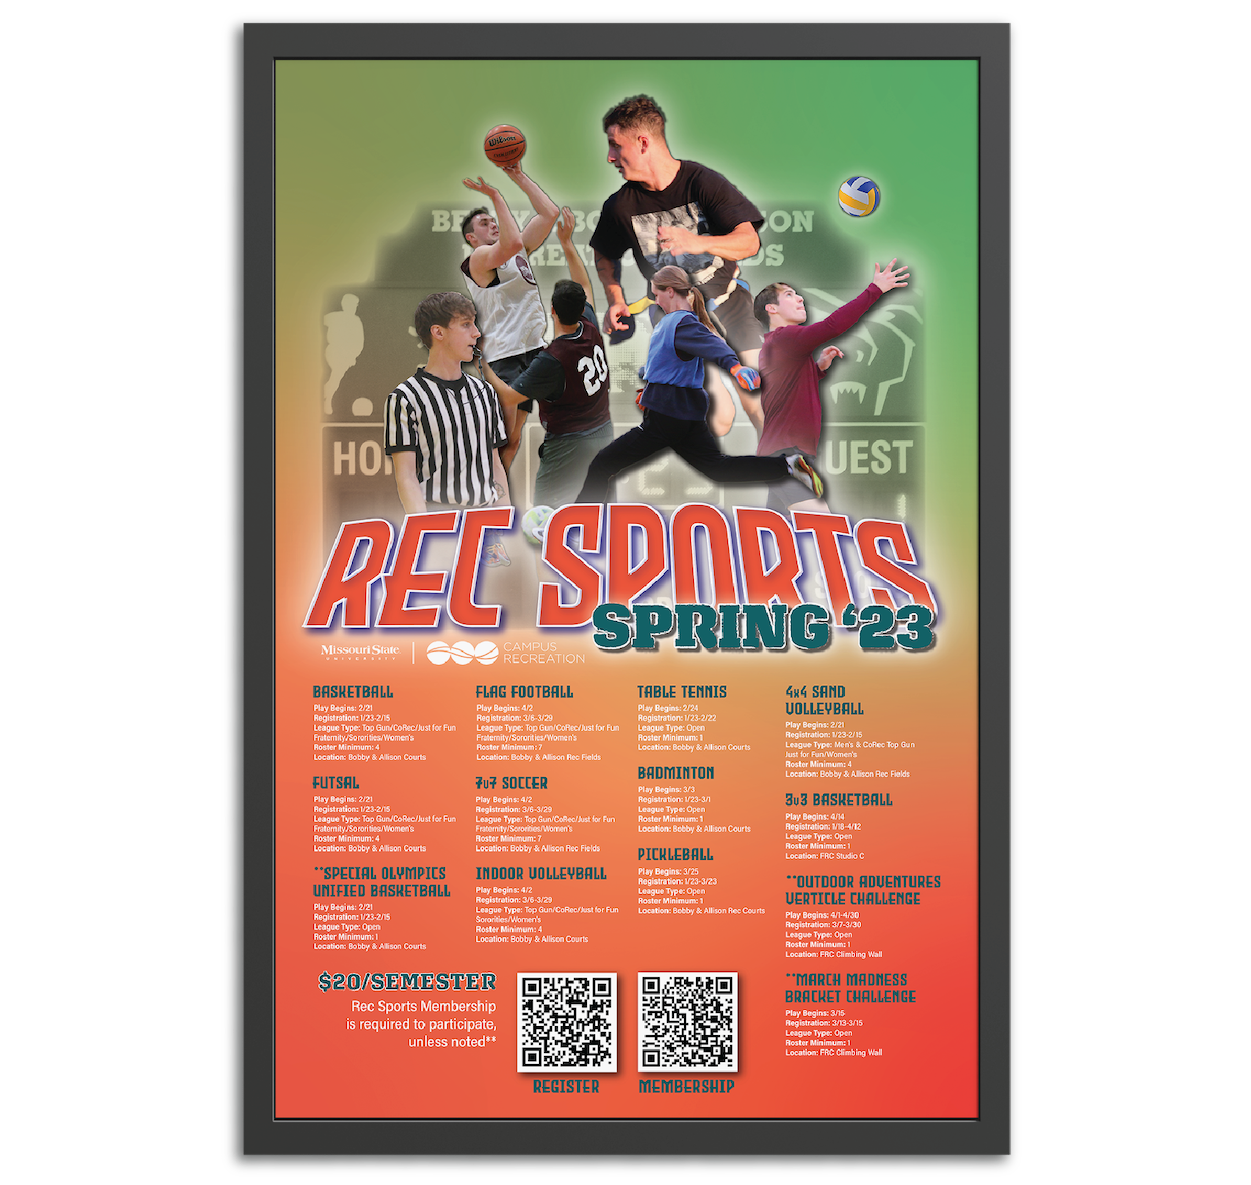 Wilson
20
HO
UEST
REC SPORTS
SPRING ‘23
Missouri State
UNIVERSITY
CAMPUS
RECREATION
BASKETBALL
Play Begins: 2/21
Registration: 1/23-2/15
League Type: Top Gun/CoRec/Just for Fun
Fraternity/Sororities/Women's
Roster Minimum: 4
Location: Bobby & Allison Courts
FUTSAL
Play Begins: 2/21
Registration: 1/23-2/15
League Type: Top Gun/CoRec/Just for Fun
Fraternity/Sororities/Women's
Roster Minimum: 4
Location: Bobby & Allison Courts
**SPECIAL OLYMPICS
UNIFIED BASKETBALL
Play Begins: 2/21
Registration: 1/23-2/15
League Type: Open
Roster Minimum: 1
Location: Bobby & Allison Courts
FLAG FOOTBALL
Play Begins: 4/2
Registration: 3/6-3/29
League Type: Top Gun/CoRec/Just for Fun
Fraternity/Sororities/Women's
Roster Minimum: 7
Location: Bobby & Allison Rec Fields
7v7 SOCCER
Play Begins: 4/2
Registration: 3/6-3/29
League Type: Top Gun/CoRec/Just for Fun
Fraternity/Sororities/Women's
Roster Minimum: 7
Location: Bobby & Allison Rec Fields
INDOOR VOLLEYBALL
Play Begins: 4/2
Registration: 3/6-3/29
League Type: Top Gun/CoRec/Just for Fun
Sororities/Women's
Roster Minimum: 4
Location: Bobby & Allison Courts
TABLE TENNIS
Play Begins: 2/24
Registration: 1/23-2/22
League Type: Open
Roster Minimum: 1
Location: Bobby & Allison Courts
BADMINTON
Play Begins: 3/3
Registration: 1/23-3/1
League Type: Open
Roster Minimum: 1
Location: Bobby & Allison Courts
PICKLEBALL
Play Begins: 3/25
Registration: 1/23-3/23
League Type: Open
Roster Minimum: 1
Location: Bobby & Allison Rec Courts
4x4 SAND
VOLLEYBALL
Play Begins: 2/21
Registration: 1/23-2/15
League Type: Men's & CoRec Top Gun
Just for Fun/Women's
Roster Minimum: 4
Location: Bobby & Allison Rec Fields
3v3 BASKETBALL
Play Begins: 4/14
Registration: 1/18-4/12
League Type: Open
Roster Minimum: 1
Location: FRC Studio C
**OUTDOOR ADVENTURES
VERTICLE CHALLENGE
Play Begins: 4/1-4/30
Registration: 3/7-3/30
League Type: Open
Roster Minimum: 1
Location: FRC Climbing Wall
**MARCH MADNESS
BRACKET CHALLENGE
Play Begins: 3/15
Registration: 3/13-3/15
League Type: Open
Roster Minimum: 1
Location: FRC Climbing Wall
$20/SEMESTER
Rec Sports Membership
is required to participate,
unless noted**
REGISTER
MEMBERSHIP